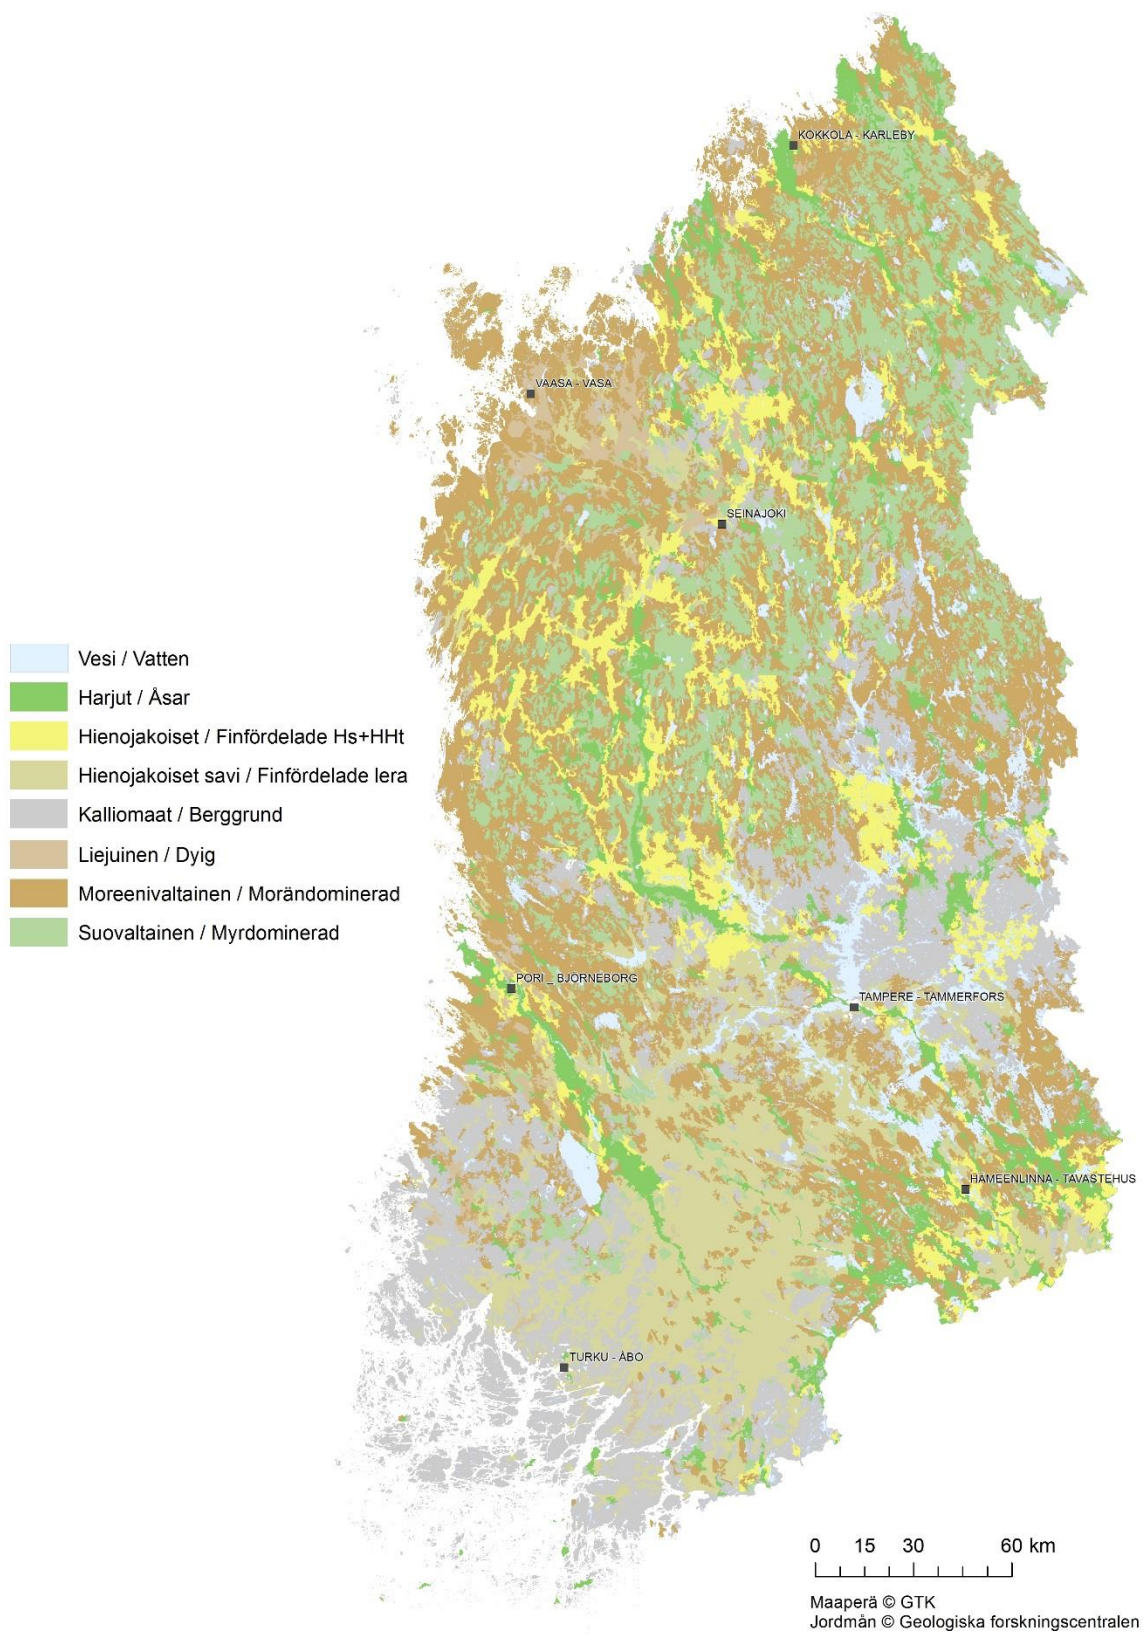 KOKKOLA - KARLEBY
VAASA - VASA
SEINÄJOKI
Vesi / Vatten
Harjut / Åsar
Hienojakoiset / Finfördelade Hs+HHt
Hienojakoiset savi / Finfördelade lera
Kalliomaat / Berggrund
Liejuinen / Dyig
Moreenivaltainen / Morändominerad
Suovaltainen / Myrdominerad
PORI _ BJÖRNEBORG
TAMPERE - TAMMERFORS
HÄMEENLINNA - TAVASTEHUS
TURKU - ÅBO
0 15 30 60 km
Maaperä © GTK
Jordmån © Geologiska forskningscentralen